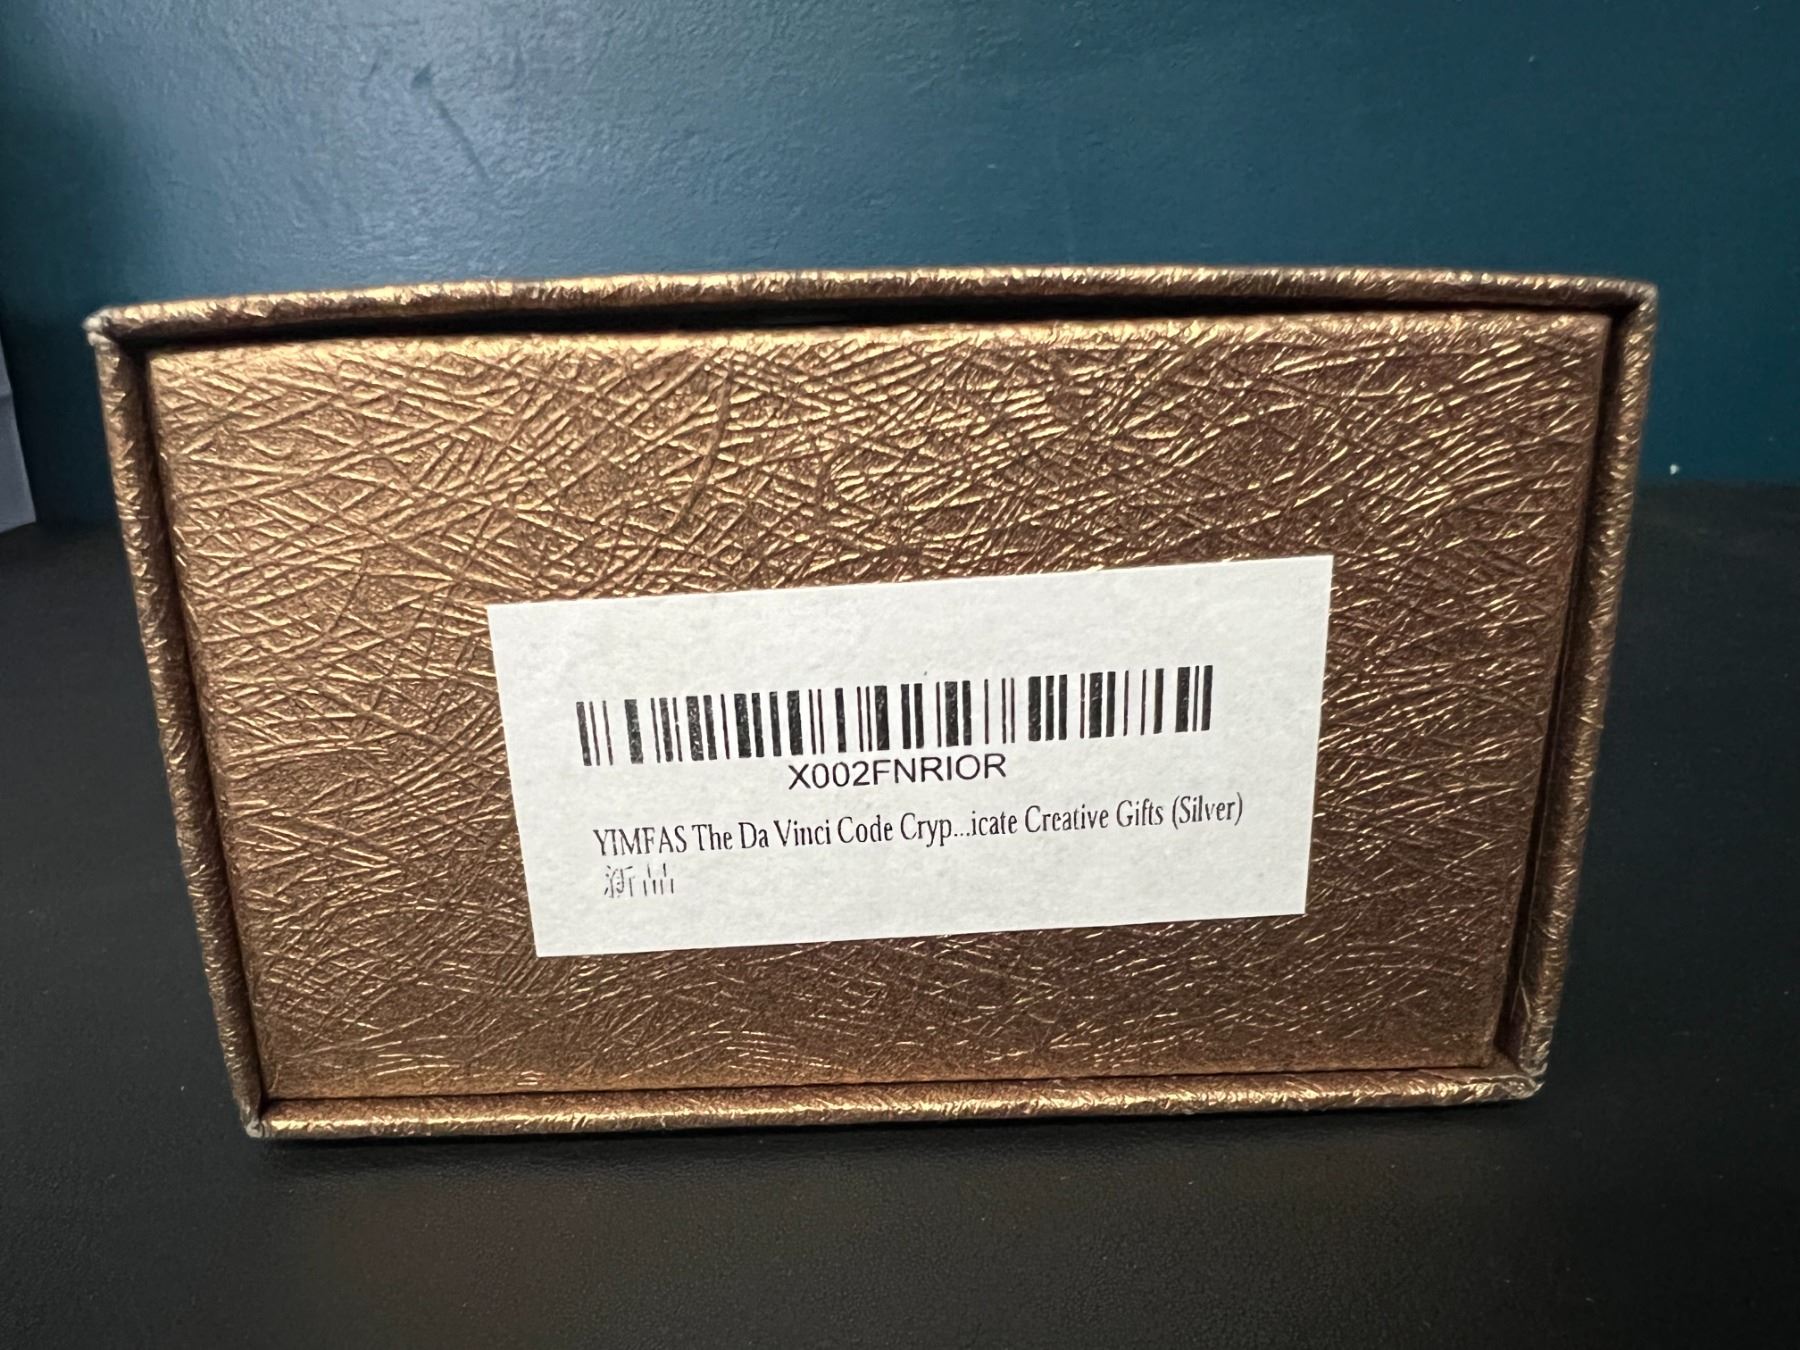 X002FNRIOR
YIMFAS The Da Vinci Code Cryp...icate Creative Gifts (Silver)
新品